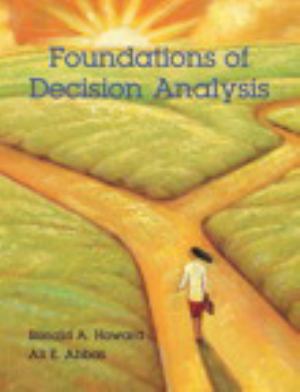 Foundations of
Decision Analysis
Ronald A. Howard
Ali E. Abbas